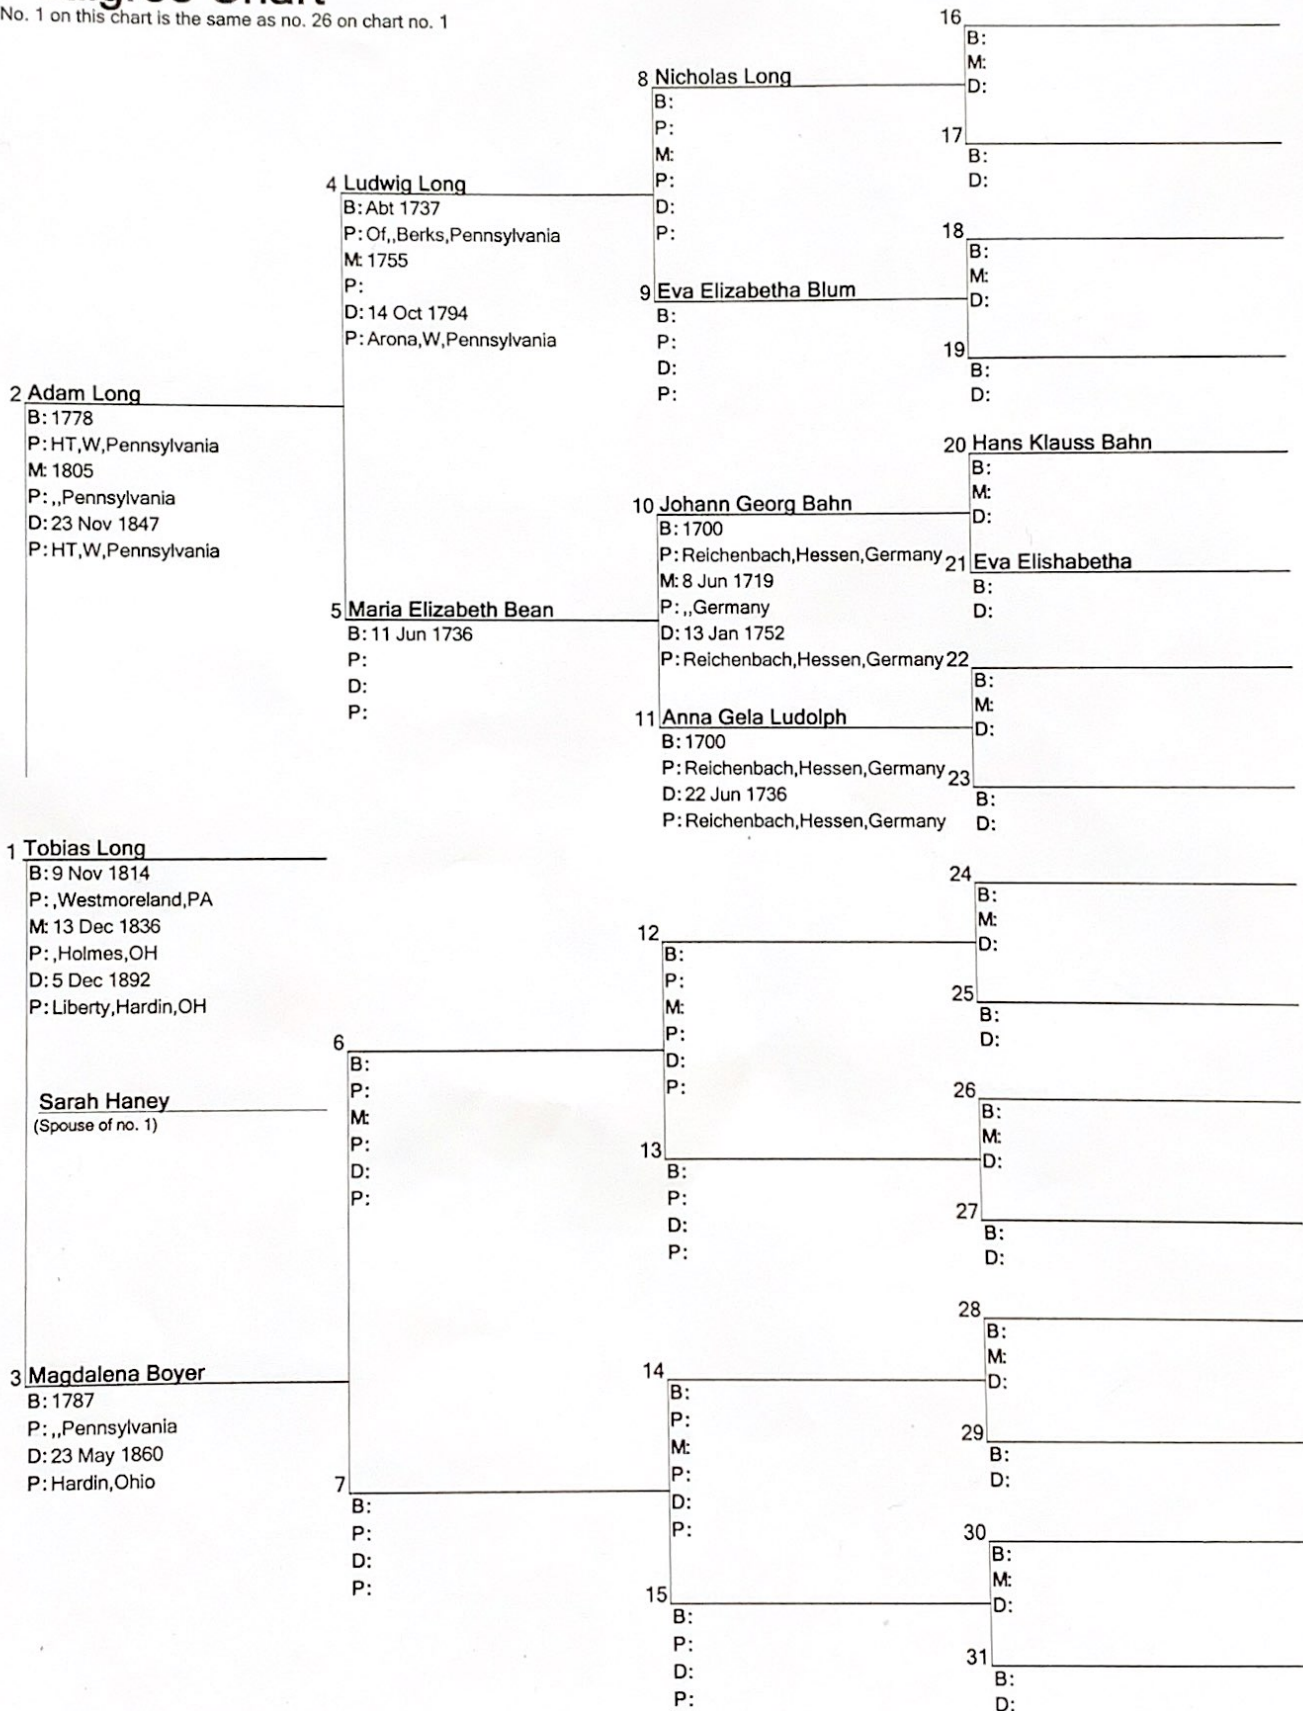 No. 1 on this chart is the same as no. 26 on chart no. 1
16
B:
M:
D:
17
B:
D:
8 Nicholas Long
B:
P:
M:
P:
D:
P:
4 Ludwig Long
B: Abt 1737
P: Of,,Berks,Pennsylvania
M: 1755
P:
D: 14 Oct 1794
P: Arona,W,Pennsylvania
18
B:
M:
D:
9 Eva Elizabetha Blum
B:
P:
D:
P:
19
B:
D:
2 Adam Long
B: 1778
P: HT,W,Pennsylvania
M: 1805
P: ,,Pennsylvania
D: 23 Nov 1847
P: HT,W,Pennsylvania
20 Hans Klauss Bahn
B:
M:
D:
10 Johann Georg Bahn
B: 1700
P: Reichenbach,Hessen,Germany
M: 8 Jun 1719
P: ,,Germany
D: 13 Jan 1752
P: Reichenbach,Hessen,Germany
21 Eva Elishabetha
B:
D:
5 Maria Elizabeth Bean
B: 11 Jun 1736
P:
D:
P:
22
B:
M:
D:
11 Anna Gela Ludolph
B: 1700
P: Reichenbach,Hessen,Germany
D: 22 Jun 1736
P: Reichenbach,Hessen,Germany
23
B:
D:
1 Tobias Long
B: 9 Nov 1814
P: ,Westmoreland,PA
M: 13 Dec 1836
P: ,Holmes,OH
D: 5 Dec 1892
P: Liberty,Hardin,OH
Sarah Haney
(Spouse of no. 1)
24
B:
M:
D:
12
B:
P:
M:
P:
D:
P:
25
B:
D:
6
B:
P:
M:
P:
D:
P:
26
B:
M:
D:
13
B:
P:
D:
P:
27
B:
D:
3 Magdalena Boyer
B: 1787
P: ,,Pennsylvania
D: 23 May 1860
P: Hardin,Ohio
28
B:
M:
D:
14
B:
P:
M:
P:
D:
P:
29
B:
D:
7
B:
P:
D:
P:
30
B:
M:
D:
15
B:
P:
D:
P:
31
B:
D: